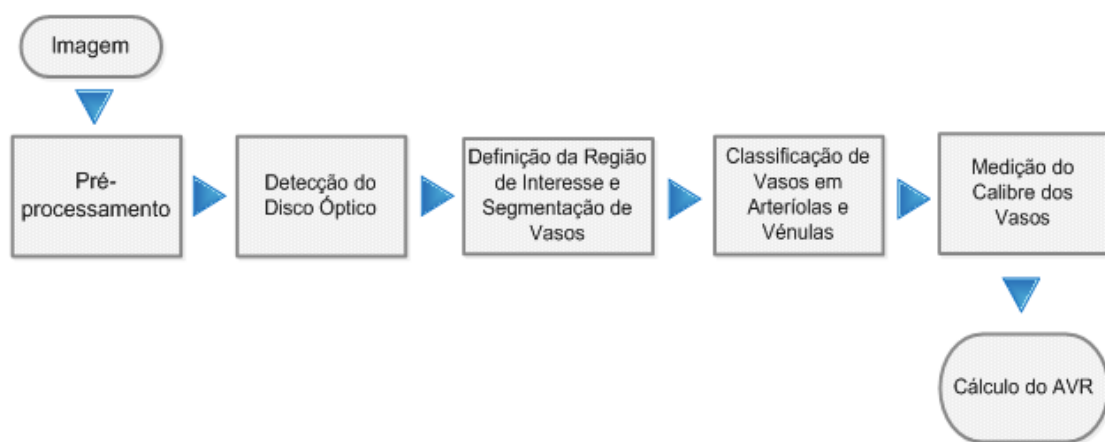 Imagem
Pré-
processamento
Detecção do
Disco Óptico
Definição da Região
de Interesse e
Segmentação de
Vasos
Classificação de
Vasos em
Arteríolas e
Vénulas
Medição do
Calibre dos
Vasos
Cálculo do AVR